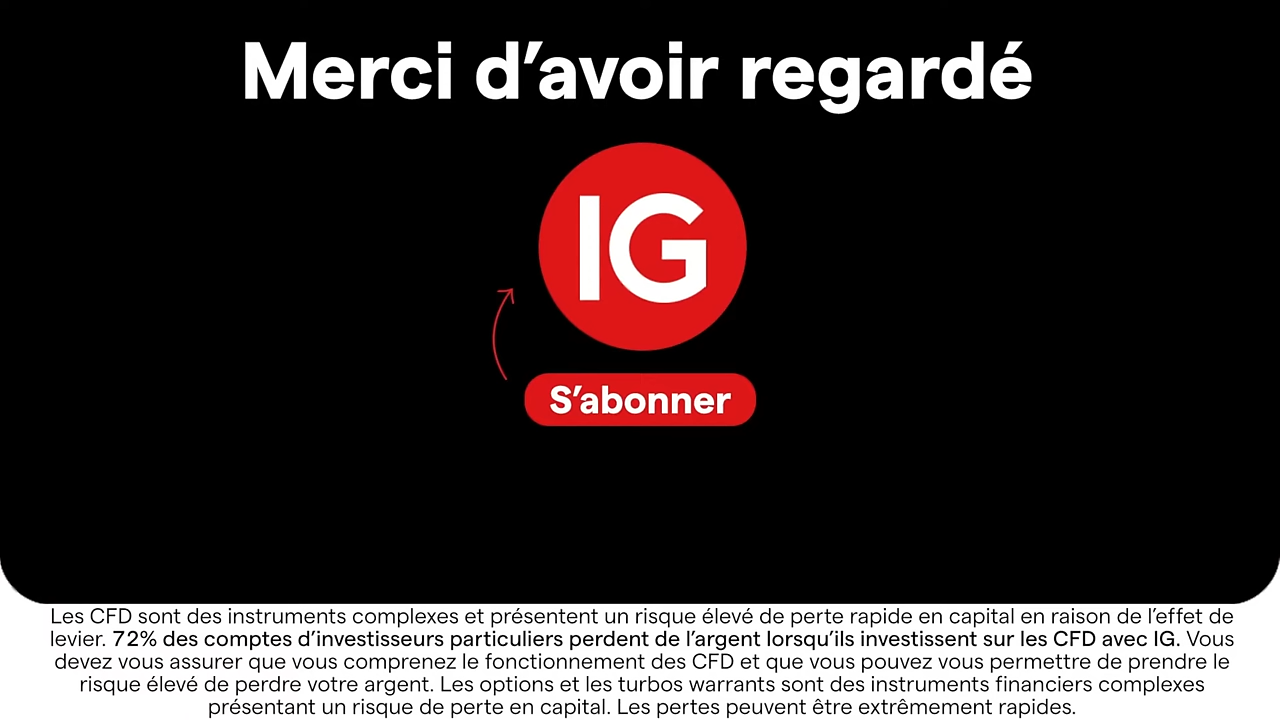 Merci d’avoir regardé
IG
S’abonner
Les CFD sont des instruments complexes et présentent un risque élevé de perte rapide en capital en raison de l’effet de
levier. 72% des comptes d’investisseurs particuliers perdent de l’argent lorsqu’ils investissent sur les CFD avec IG. Vous
devez vous assurer que vous comprenez le fonctionnement des CFD et que vous pouvez vous permettre de prendre le
risque élevé de perdre votre argent. Les options et les turbos warrants sont des instruments financiers complexes
présentant un risque de perte en capital. Les pertes peuvent être extrêmement rapides.